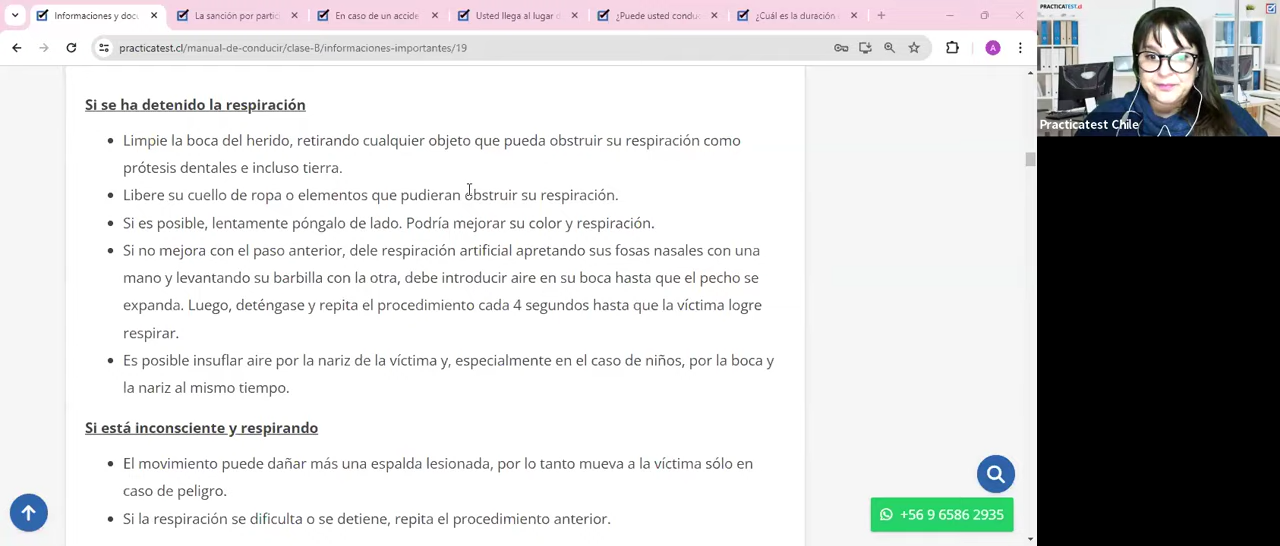 Informaciones y docu
La sanción por partici
En caso de un accide
Usted llega al lugar d
¿Puede usted conduc
¿Cuál es la duración
practicatest.cl/manual-de-conducir/clase-B/informaciones-importantes/19
A
PRACTICATEST.cl
Practicatest Chile
Si se ha detenido la respiración
Limpie la boca del herido, retirando cualquier objeto que pueda obstruir su respiración como
prótesis dentales e incluso tierra.
Libere su cuello de ropa o elementos que pudieran obstruir su respiración.
Si es posible, lentamente póngalo de lado. Podría mejorar su color y respiración.
Si no mejora con el paso anterior, dele respiración artificial apretando sus fosas nasales con una
mano y levantando su barbilla con la otra, debe introducir aire en su boca hasta que el pecho se
expanda. Luego, deténgase y repita el procedimiento cada 4 segundos hasta que la víctima logre
respirar.
Es posible insuflar aire por la nariz de la víctima y, especialmente en el caso de niños, por la boca y
la nariz al mismo tiempo.
Si está inconsciente y respirando
El movimiento puede dañar más una espalda lesionada, por lo tanto mueva a la víctima sólo en
caso de peligro.
Si la respiración se dificulta o se detiene, repita el procedimiento anterior.
+56 9 6586 2935